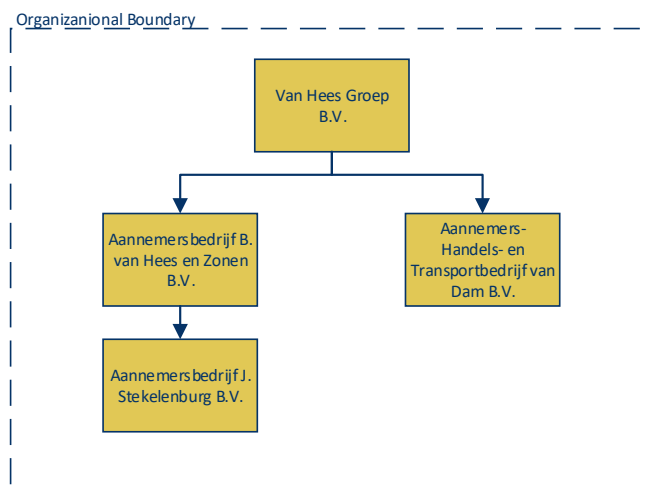 Organizanional Boundary
Van Hees Groep
B.V.
Aannemersbedrijf B.
van Hees en Zonen
B.V.
Aannemers-
Handels- en
Transportbedrijf van
Dam B.V.
Aannemersbedrijf J.
Stekelenburg B.V.